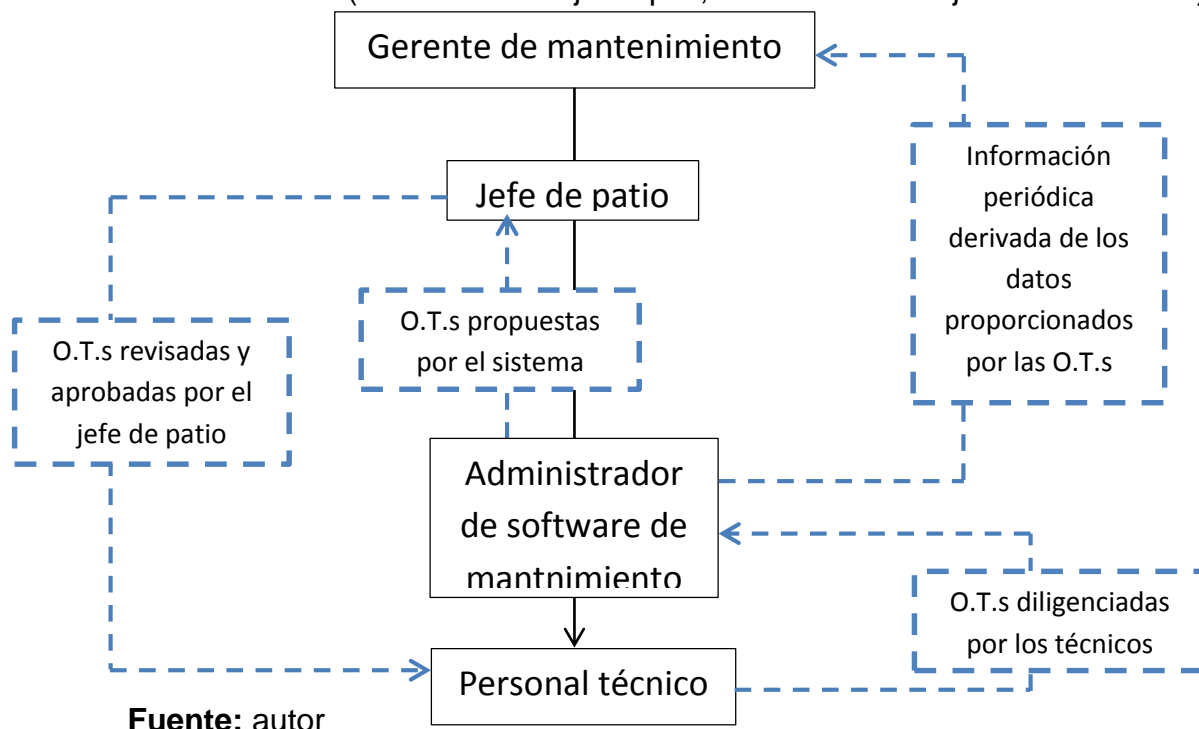 Gerente de mantenimiento
Información
periódica
derivada de los
datos
proporcionados
por las O.T.s
Jefe de patio
O.T.s propuestas
por el sistema
O.T.s revisadas y
aprobadas por el
jefe de patio
Administrador
de software de
mantnimiento
O.T.s diligenciadas
por los técnicos
Personal técnico
Fuente: autor